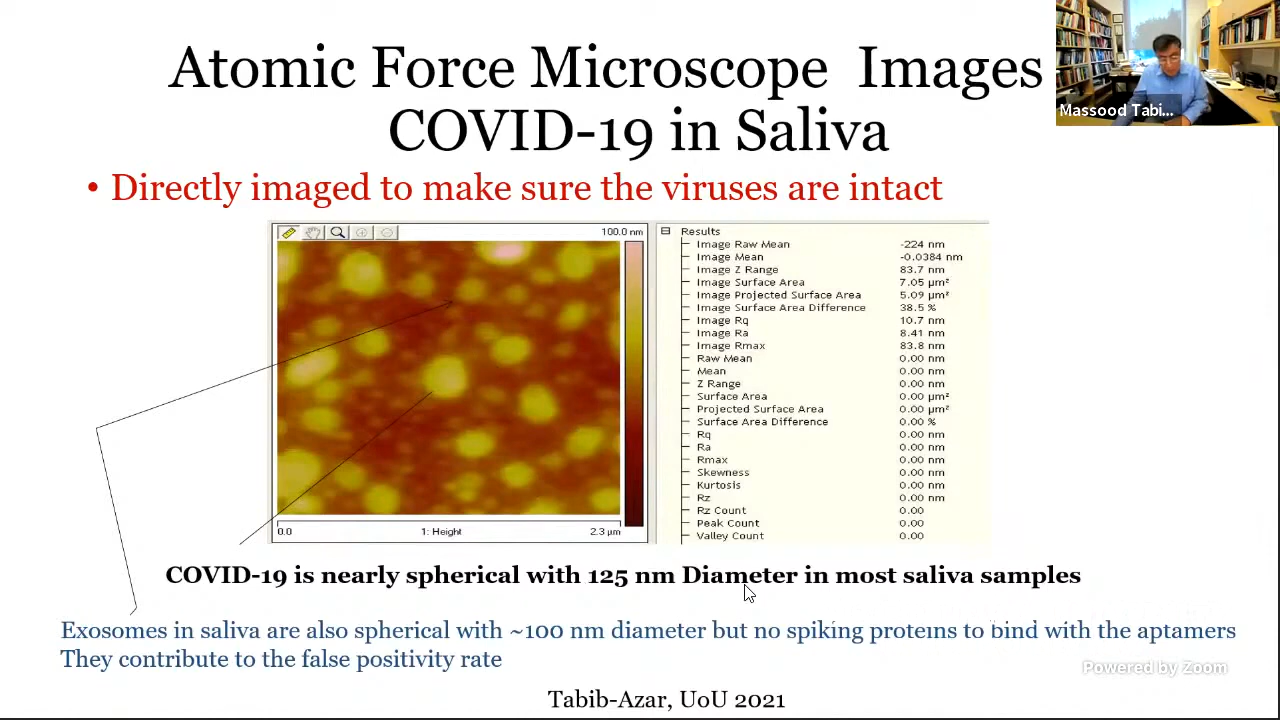 Atomic Force Microscope Images
COVID-19 in Saliva
Massood Tabi...
• Directly imaged to make sure the viruses are intact
100.0 nm
0.0 1: Height 2.3 µm
Results
Image Raw Mean -224 nm
Image Mean -0.0384 nm
Image Z Range 83.7 nm
Image Surface Area 7.05 µm²
Image Projected Surface Area 5.09 µm²
Image Surface Area Difference 38.5 %
Image Rq 10.7 nm
Image Ra 8.41 nm
Image Rmax 83.8 nm
Raw Mean 0.00 nm
Mean 0.00 nm
Z Range 0.00 nm
Surface Area 0.00 µm²
Projected Surface Area 0.00 µm²
Surface Area Difference 0.00 %
Rq 0.00 nm
Ra 0.00 nm
Rmax 0.00 nm
Skewness 0.00 nm
Kurtosis 0.00 nm
Rz 0.00 nm
Rz Count 0.00
Peak Count 0.00
Valley Count 0.00
COVID-19 is nearly spherical with 125 nm Diameter in most saliva samples
Exosomes in saliva are also spherical with ~100 nm diameter but no spiking proteins to bind with the aptamers
They contribute to the false positivity rate
Powered by Zoom
Tabib-Azar, UoU 2021